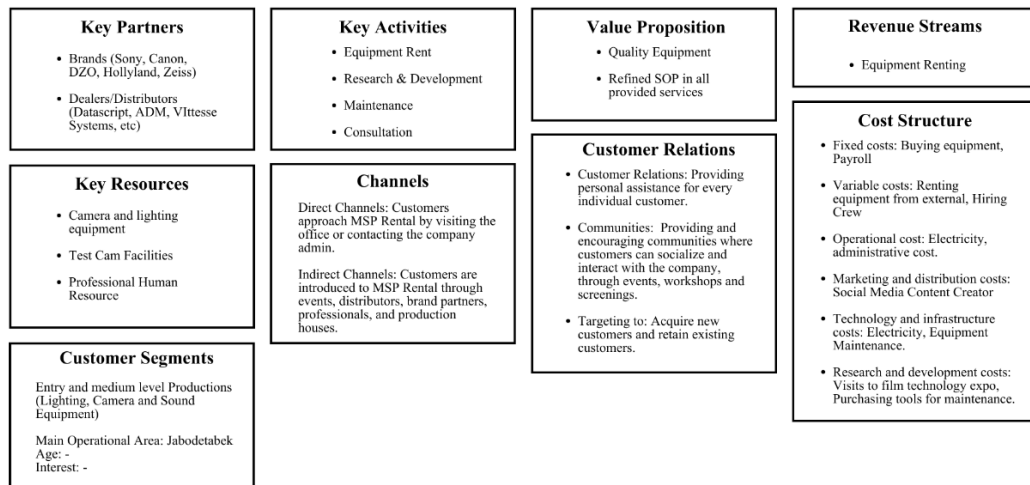 Key Partners
• Brands (Sony, Canon,
DZO, Hollyland, Zeiss)
• Dealers/Distributors
(Datascript, ADM, VIttesse
Systems, etc)
Key Resources
• Camera and lighting
equipment
• Test Cam Facilities
• Professional Human
Resource
Customer Segments
Entry and medium level Productions
(Lighting, Camera and Sound
Equipment)
Main Operational Area: Jabodetabek
Age: -
Interest: -
Key Activities
• Equipment Rent
• Research & Development
• Maintenance
• Consultation
Channels
Direct Channels: Customers
approach MSP Rental by visiting the
office or contacting the company
admin.
Indirect Channels: Customers are
introduced to MSP Rental through
events, distributors, brand partners,
professionals, and production
houses.
Value Proposition
• Quality Equipment
• Refined SOP in all
provided services
Customer Relations
• Customer Relations: Providing
personal assistance for every
individual customer.
• Communities: Providing and
encouraging communities where
customers can socialize and
interact with the company,
through events, workshops and
screenings.
• Targeting to: Acquire new
customers and retain existing
customers.
Revenue Streams
• Equipment Renting
Cost Structure
• Fixed costs: Buying equipment,
Payroll
• Variable costs: Renting
equipment from external, Hiring
Crew
• Operational cost: Electricity,
administrative cost.
• Marketing and distribution costs:
Social Media Content Creator
• Technology and infrastructure
costs: Electricity, Equipment
Maintenance.
• Research and development costs:
Visits to film technology expo,
Purchasing tools for maintenance.